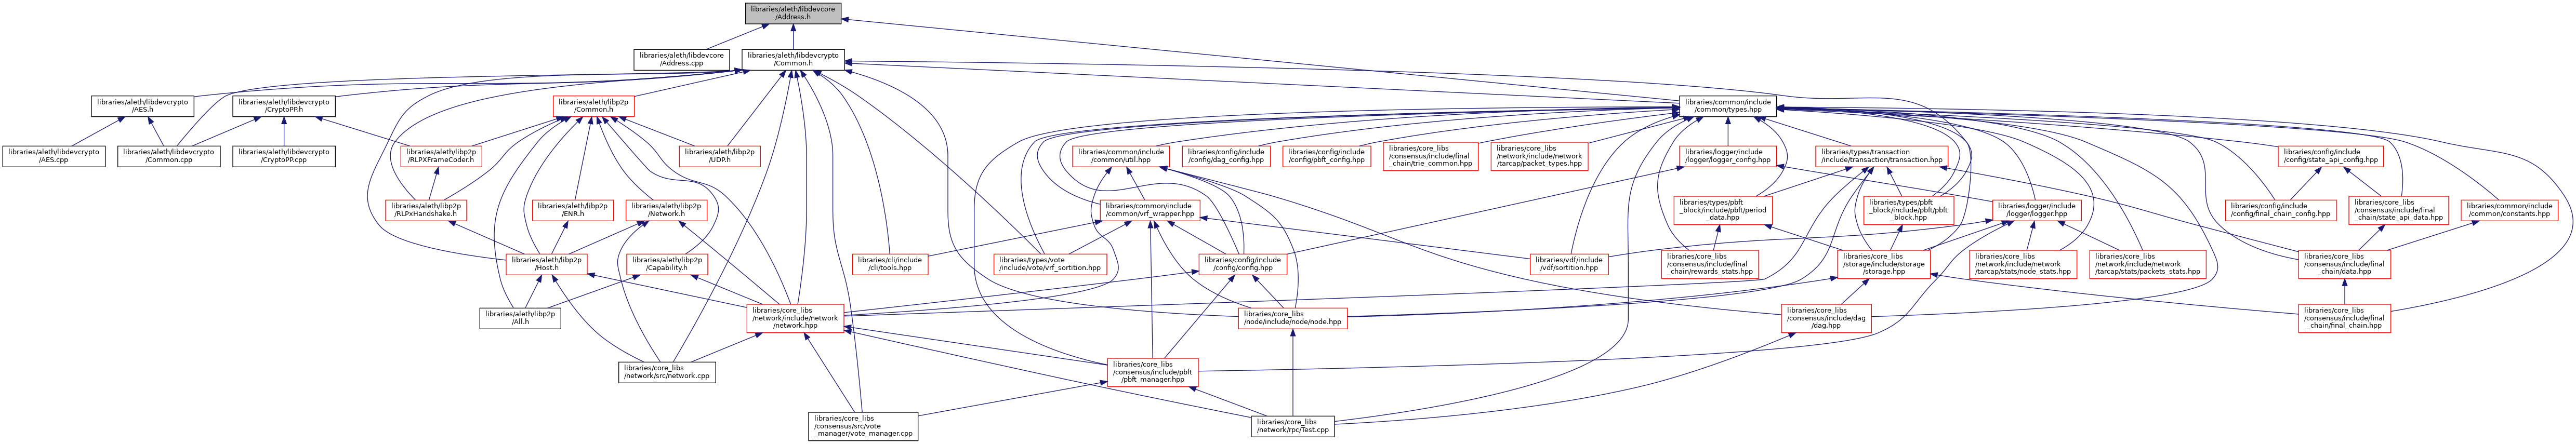 libraries/aleth/libdevcore
/Address.h
libraries/aleth/libdevcore
/Address.cpp
libraries/aleth/libdevcrypto
/Common.h
libraries/aleth/libdevcrypto
/AES.h
libraries/aleth/libdevcrypto
/CryptoPP.h
libraries/aleth/libp2p
/Common.h
libraries/common/include
/common/types.hpp
libraries/aleth/libdevcrypto
/AES.cpp
libraries/aleth/libdevcrypto
/Common.cpp
libraries/aleth/libdevcrypto
/CryptoPP.cpp
libraries/aleth/libp2p
/RLPXFrameCoder.h
libraries/aleth/libp2p
/UDP.h
libraries/common/include
/common/util.hpp
libraries/config/include
/config/dag_config.hpp
libraries/config/include
/config/pbft_config.hpp
libraries/core_libs
/consensus/include/final
_chain/trie_common.hpp
libraries/core_libs
/network/include/network
/tarcap/packet_types.hpp
libraries/logger/include
/logger/logger_config.hpp
libraries/types/transaction
/include/transaction/transaction.hpp
libraries/config/include
/config/state_api_config.hpp
libraries/aleth/libp2p
/RLPxHandshake.h
libraries/aleth/libp2p
/ENR.h
libraries/aleth/libp2p
/Network.h
libraries/common/include
/common/vrf_wrapper.hpp
libraries/types/pbft
_block/include/pbft/period
_data.hpp
libraries/types/pbft
_block/include/pbft/pbft
_block.hpp
libraries/logger/include
/logger/logger.hpp
libraries/config/include
/config/final_chain_config.hpp
libraries/core_libs
/consensus/include/final
_chain/state_api_data.hpp
libraries/common/include
/common/constants.hpp
libraries/aleth/libp2p
/Host.h
libraries/aleth/libp2p
/Capability.h
libraries/cli/include
/cli/tools.hpp
libraries/types/vote
/include/vote/vrf_sortition.hpp
libraries/config/include
/config/config.hpp
libraries/vdf/include
/vdf/sortition.hpp
libraries/core_libs
/consensus/include/final
_chain/rewards_stats.hpp
libraries/core_libs
/storage/include/storage
/storage.hpp
libraries/core_libs
/network/include/network
/tarcap/stats/node_stats.hpp
libraries/core_libs
/network/include/network
/tarcap/stats/packets_stats.hpp
libraries/core_libs
/consensus/include/final
_chain/data.hpp
libraries/aleth/libp2p
/All.h
libraries/core_libs
/network/include/network
/network.hpp
libraries/core_libs
/node/include/node/node.hpp
libraries/core_libs
/consensus/include/dag
/dag.hpp
libraries/core_libs
/consensus/include/final
_chain/final_chain.hpp
libraries/core_libs
/network/src/network.cpp
libraries/core_libs
/consensus/include/pbft
/pbft_manager.hpp
libraries/core_libs
/consensus/src/vote
_manager/vote_manager.cpp
libraries/core_libs
/network/rpc/Test.cpp